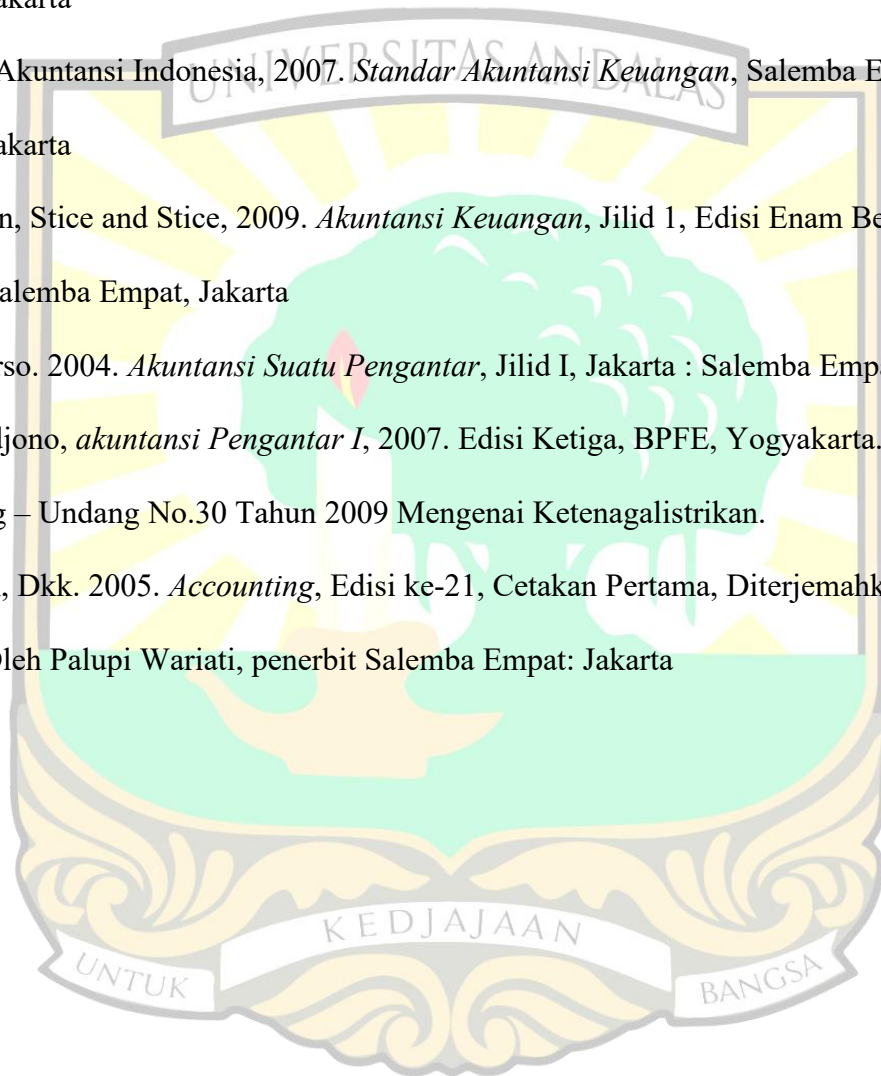 akarta
UNIVERSITAS ANDALAS
Akuntansi Indonesia, 2007. Standar Akuntansi Keuangan, Salemba E
akarta
n, Stice and Stice, 2009. Akuntansi Keuangan, Jilid 1, Edisi Enam Be
alemba Empat, Jakarta
rso. 2004. Akuntansi Suatu Pengantar, Jilid I, Jakarta : Salemba Empa
djono, akuntansi Pengantar I, 2007. Edisi Ketiga, BPFE, Yogyakarta.
g – Undang No.30 Tahun 2009 Mengenai Ketenagalistrikan.
, Dkk. 2005. Accounting, Edisi ke-21, Cetakan Pertama, Diterjemahk
Oleh Palupi Wariati, penerbit Salemba Empat: Jakarta
KEDJAJAAN
UNTUK
BANGSA